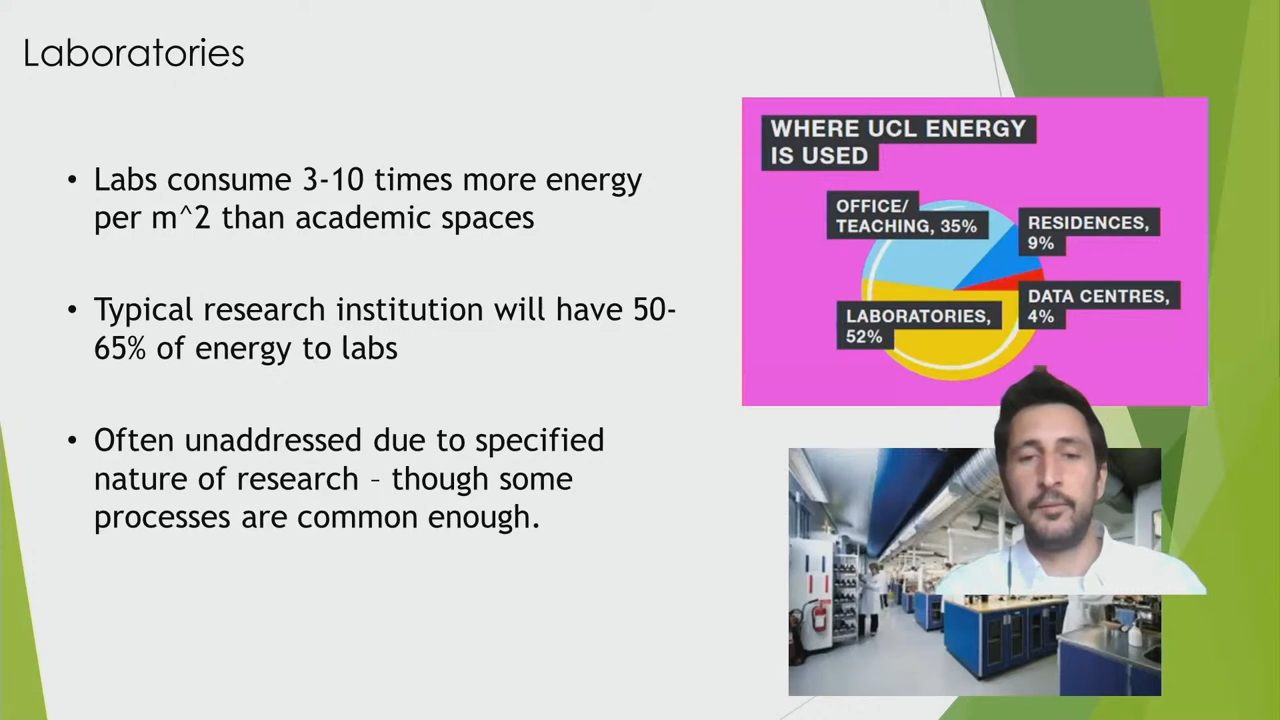 Laboratories
• Labs consume 3-10 times more energy
per m^2 than academic spaces
• Typical research institution will have 50-
65% of energy to labs
• Often unaddressed due to specified
nature of research – though some
processes are common enough.
WHERE UCL ENERGY
IS USED
OFFICE/
TEACHING, 35%
RESIDENCES,
9%
DATA CENTRES,
4%
LABORATORIES,
52%